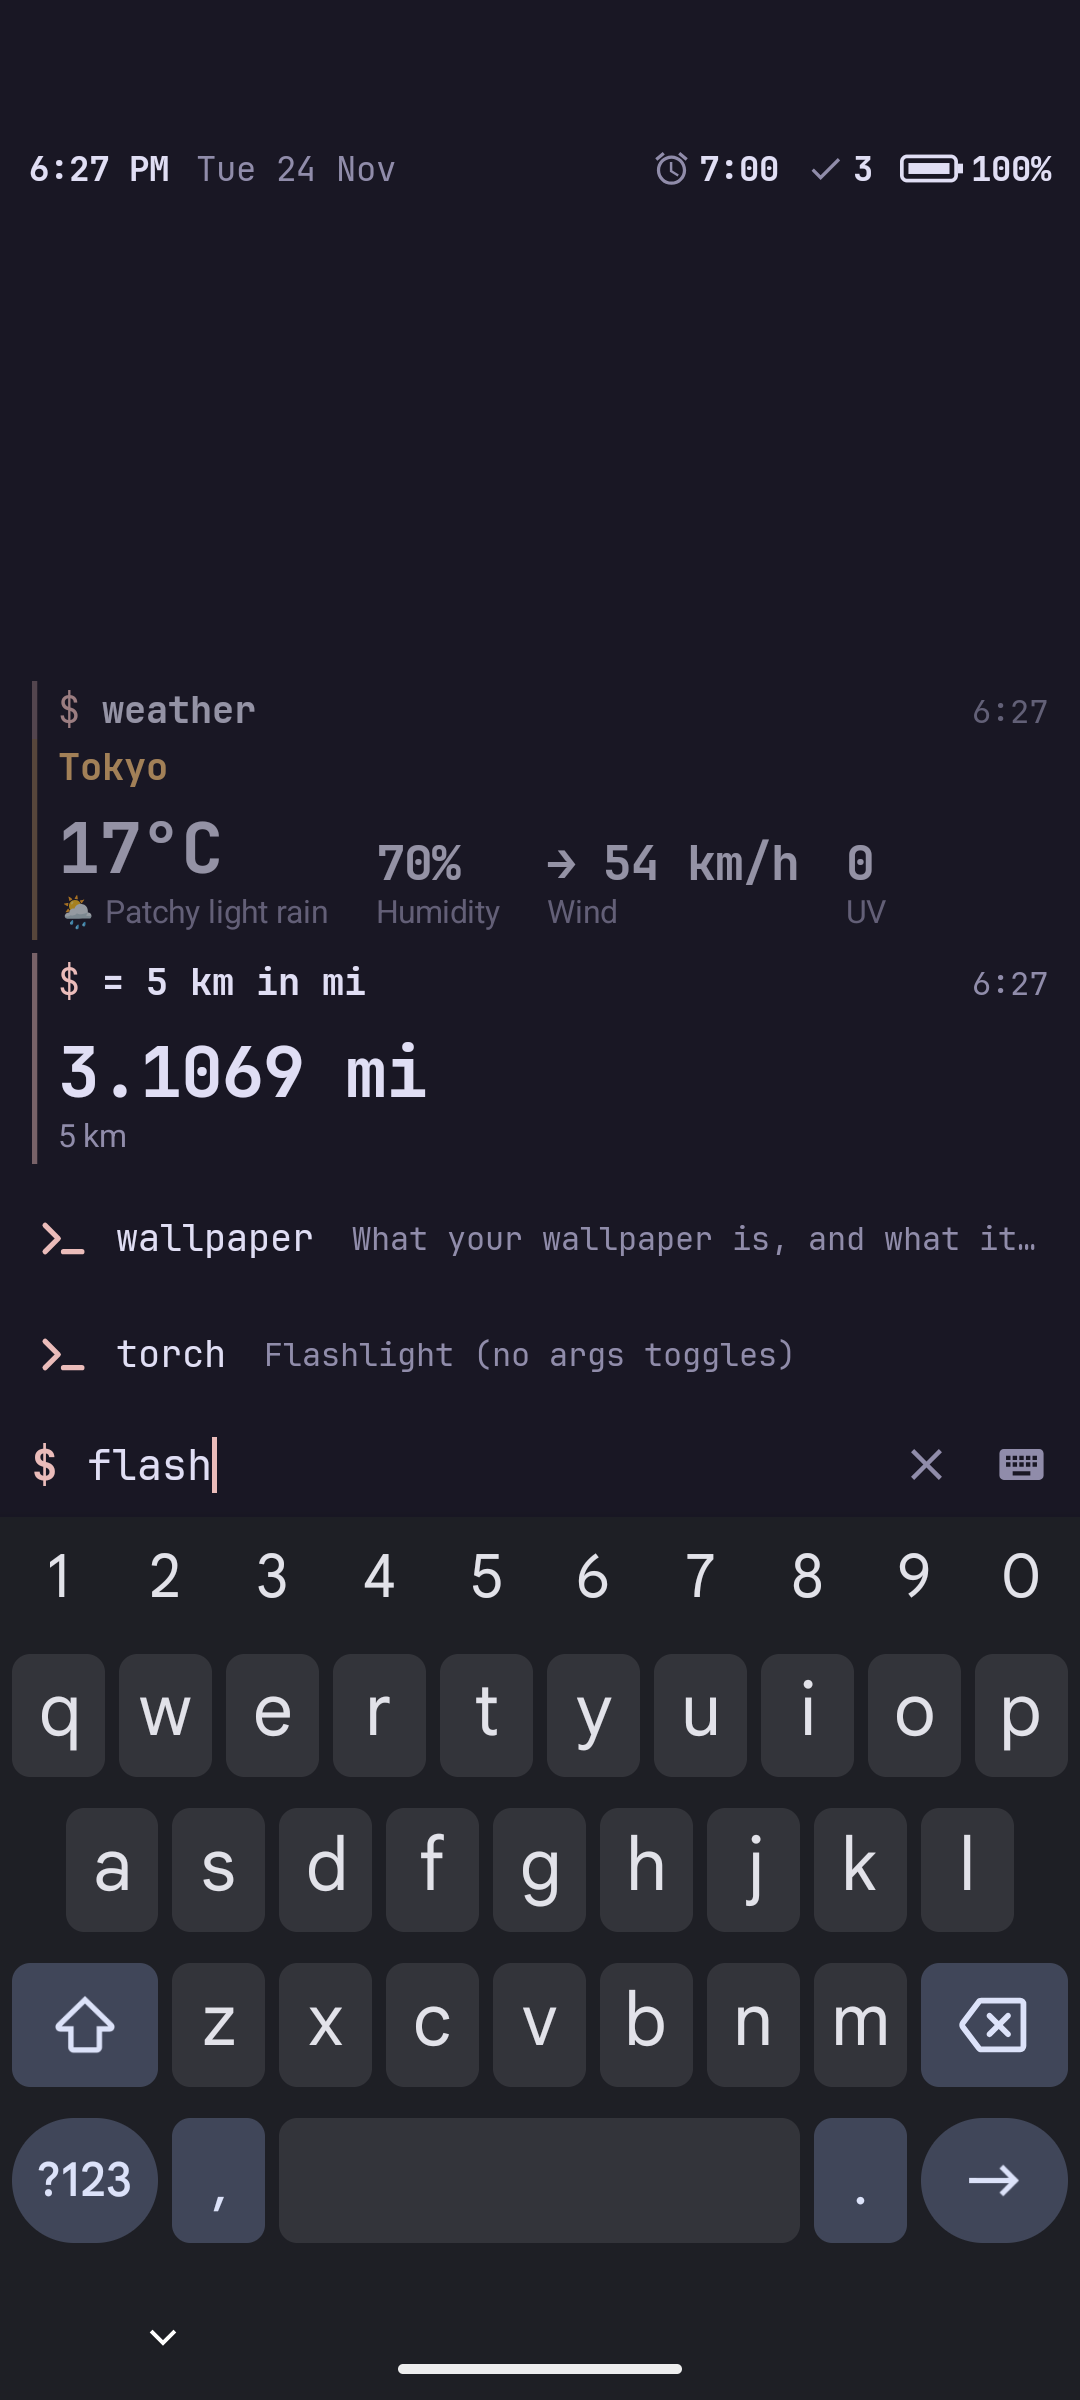 6:27 PM Tue 24 Nov 7:00 3 100%
$ weather 6:27
Tokyo
17°C 70% → 54 km/h 0
Patchy light rain Humidity Wind UV
$ = 5 km in mi 6:27
3.1069 mi
5 km
>_ wallpaper What your wallpaper is, and what it…
>_ torch Flashlight (no args toggles)
$ flash
1 2 3 4 5 6 7 8 9 0
q w e r t y u i o p
a s d f g h j k l
z x c v b n m
?123 , .